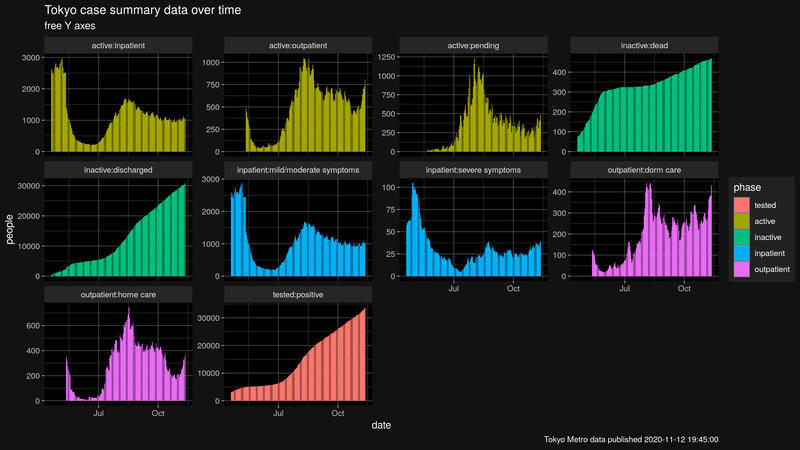 Tokyo case summary data over time
free Y axes
active:inpatient
active:outpatient
active:pending
inactive:dead
3000
2000
1000
0
1000
750
500
250
0
1250
1000
750
500
250
0
400
300
200
100
0
inactive:discharged
inpatient:mild/moderate symptoms
inpatient:severe symptoms
outpatient:dorm care
30000
20000
10000
0
3000
2000
1000
0
100
75
50
25
0
400
300
200
100
0
Jul Oct
Jul Oct
outpatient:home care
tested:positive
600
400
200
0
30000
20000
10000
0
Jul Oct
Jul Oct
people
date
phase
tested
active
inactive
inpatient
outpatient
Tokyo Metro data published 2020-11-12 19:45:00